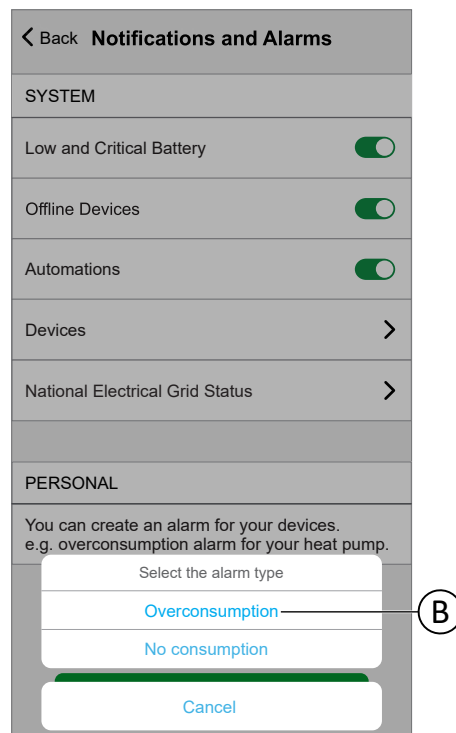 Back Notifications and Alarms
SYSTEM
Low and Critical Battery
Offline Devices
Automations
Devices
National Electrical Grid Status
PERSONAL
You can create an alarm for your devices.
e.g. overconsumption alarm for your heat pump.
Select the alarm type
Overconsumption
B
No consumption
Cancel